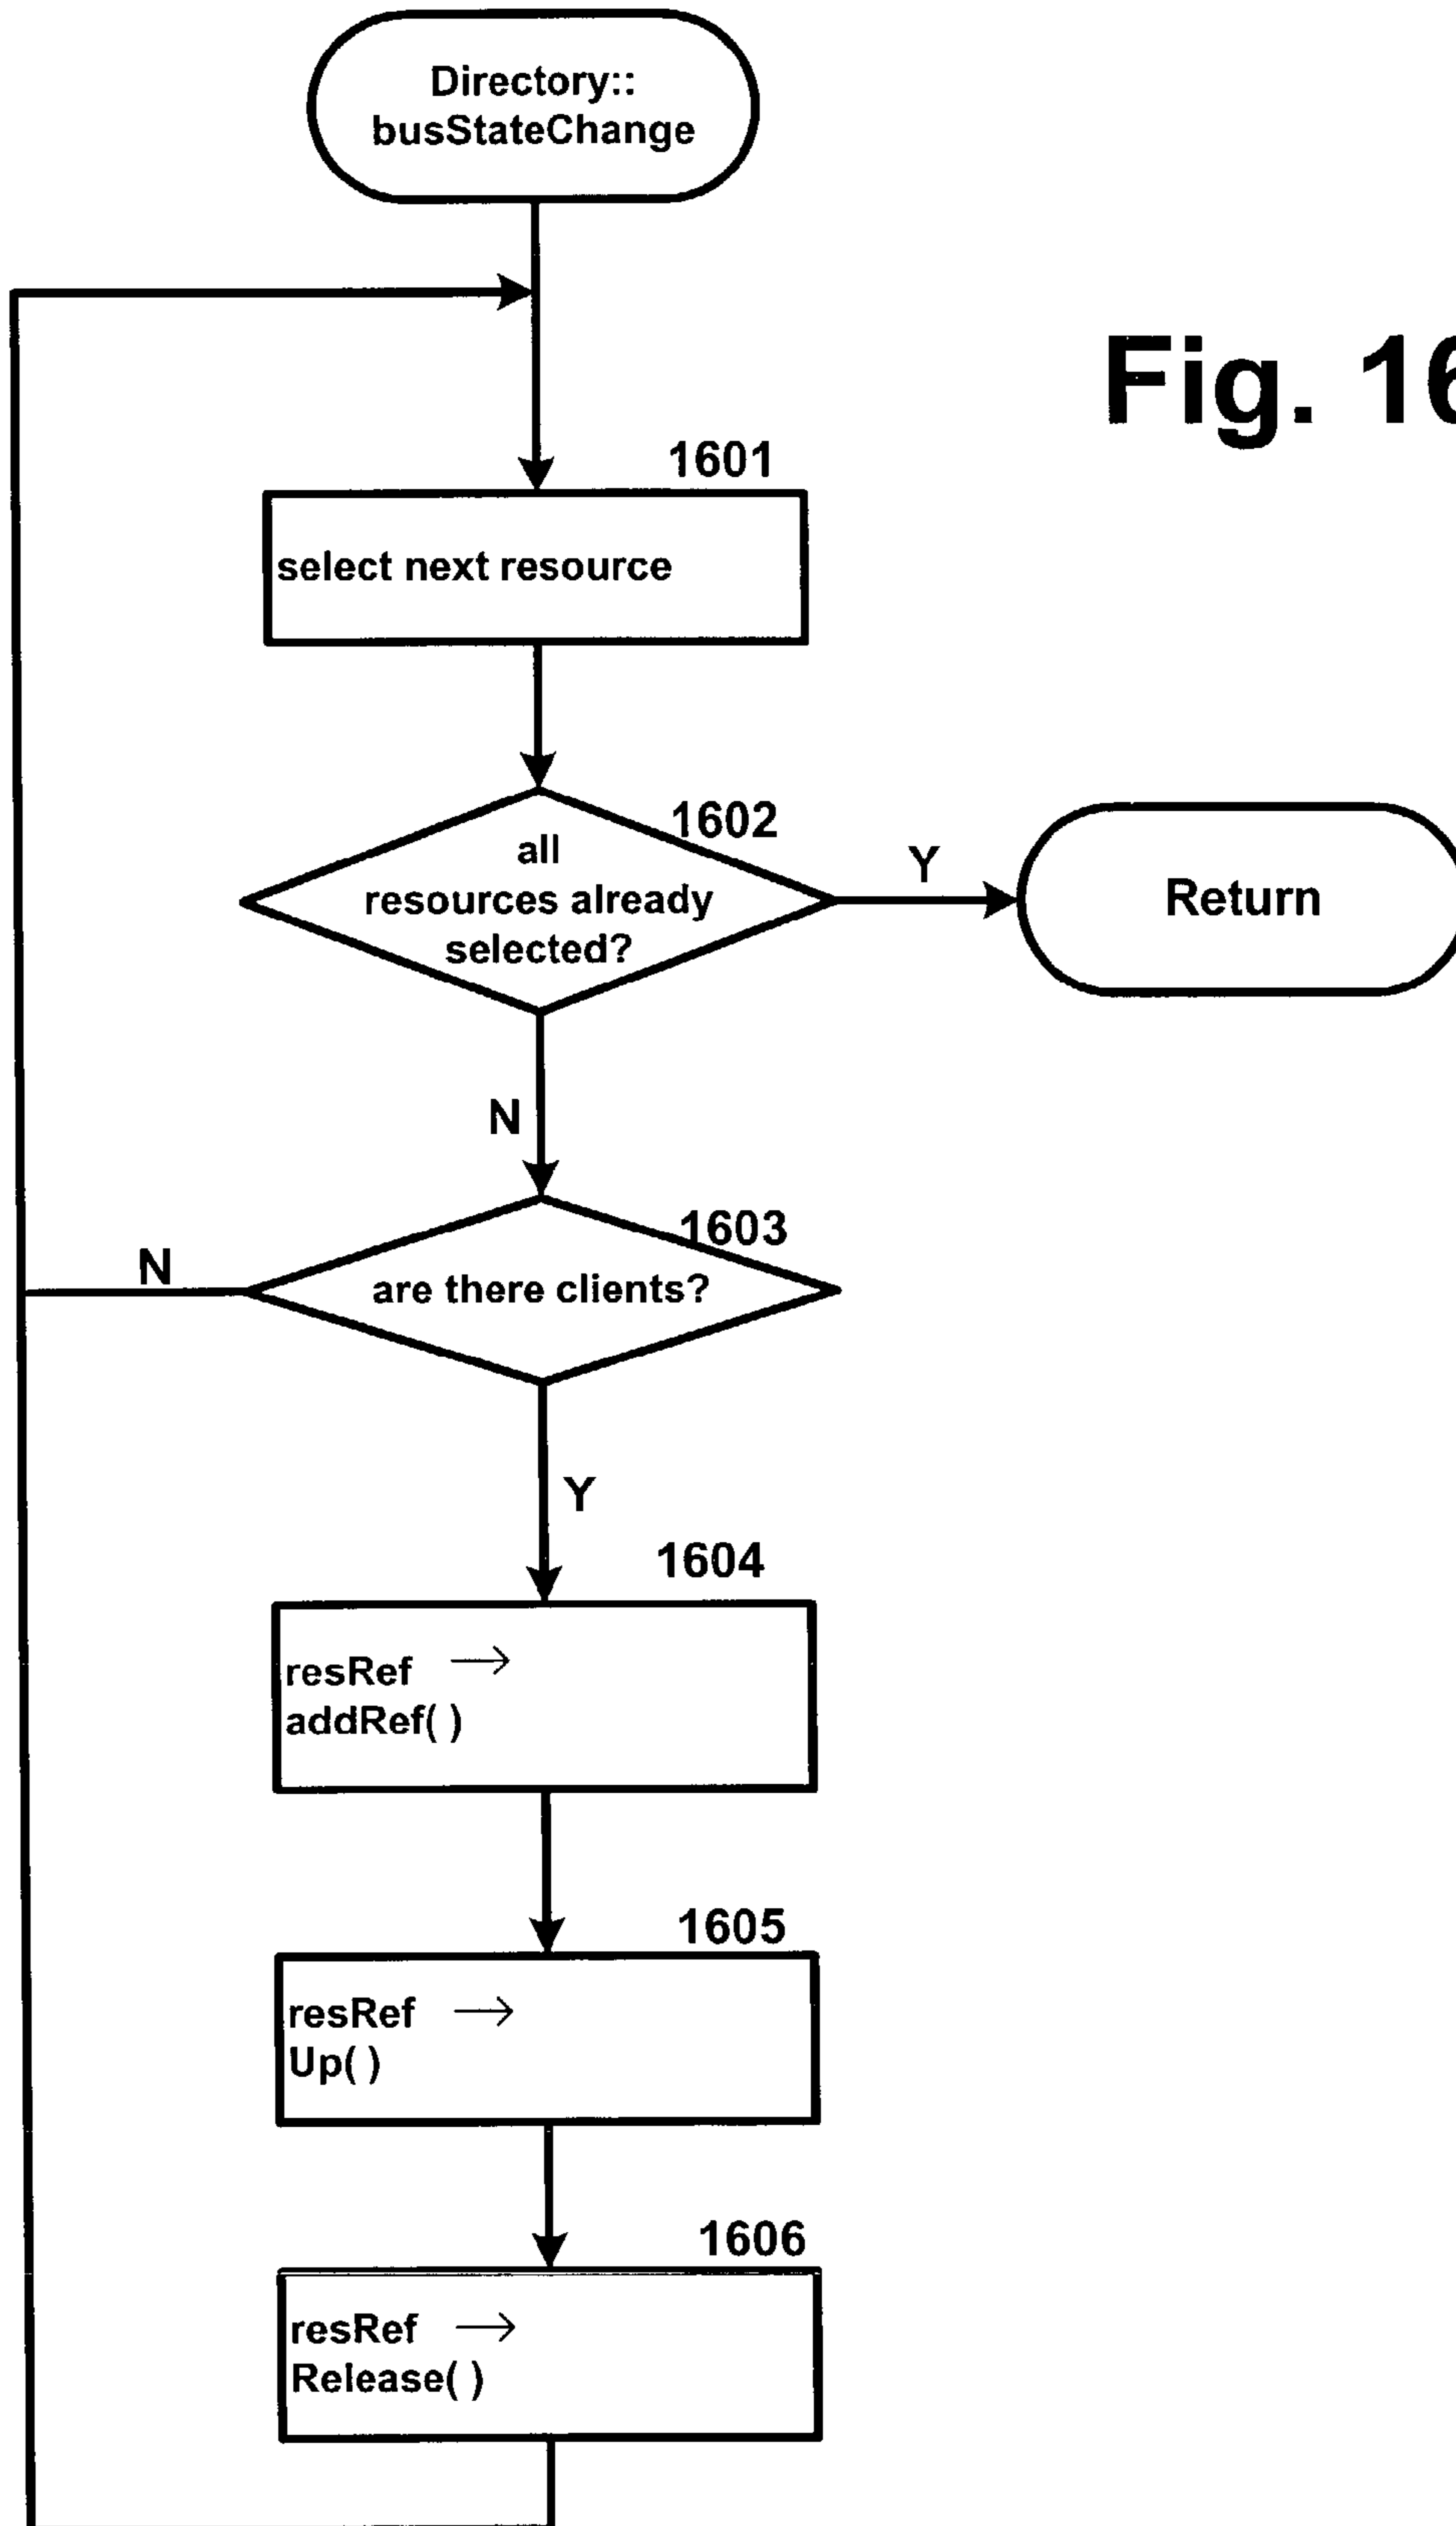 Directory::
busStateChange
Fig. 16
1601
select next resource
1602
all
resources already
selected?
Y
Return
N
1603
are there clients?
N
Y
1604
resRef →
addRef( )
1605
resRef →
Up( )
1606
resRef →
Release( )